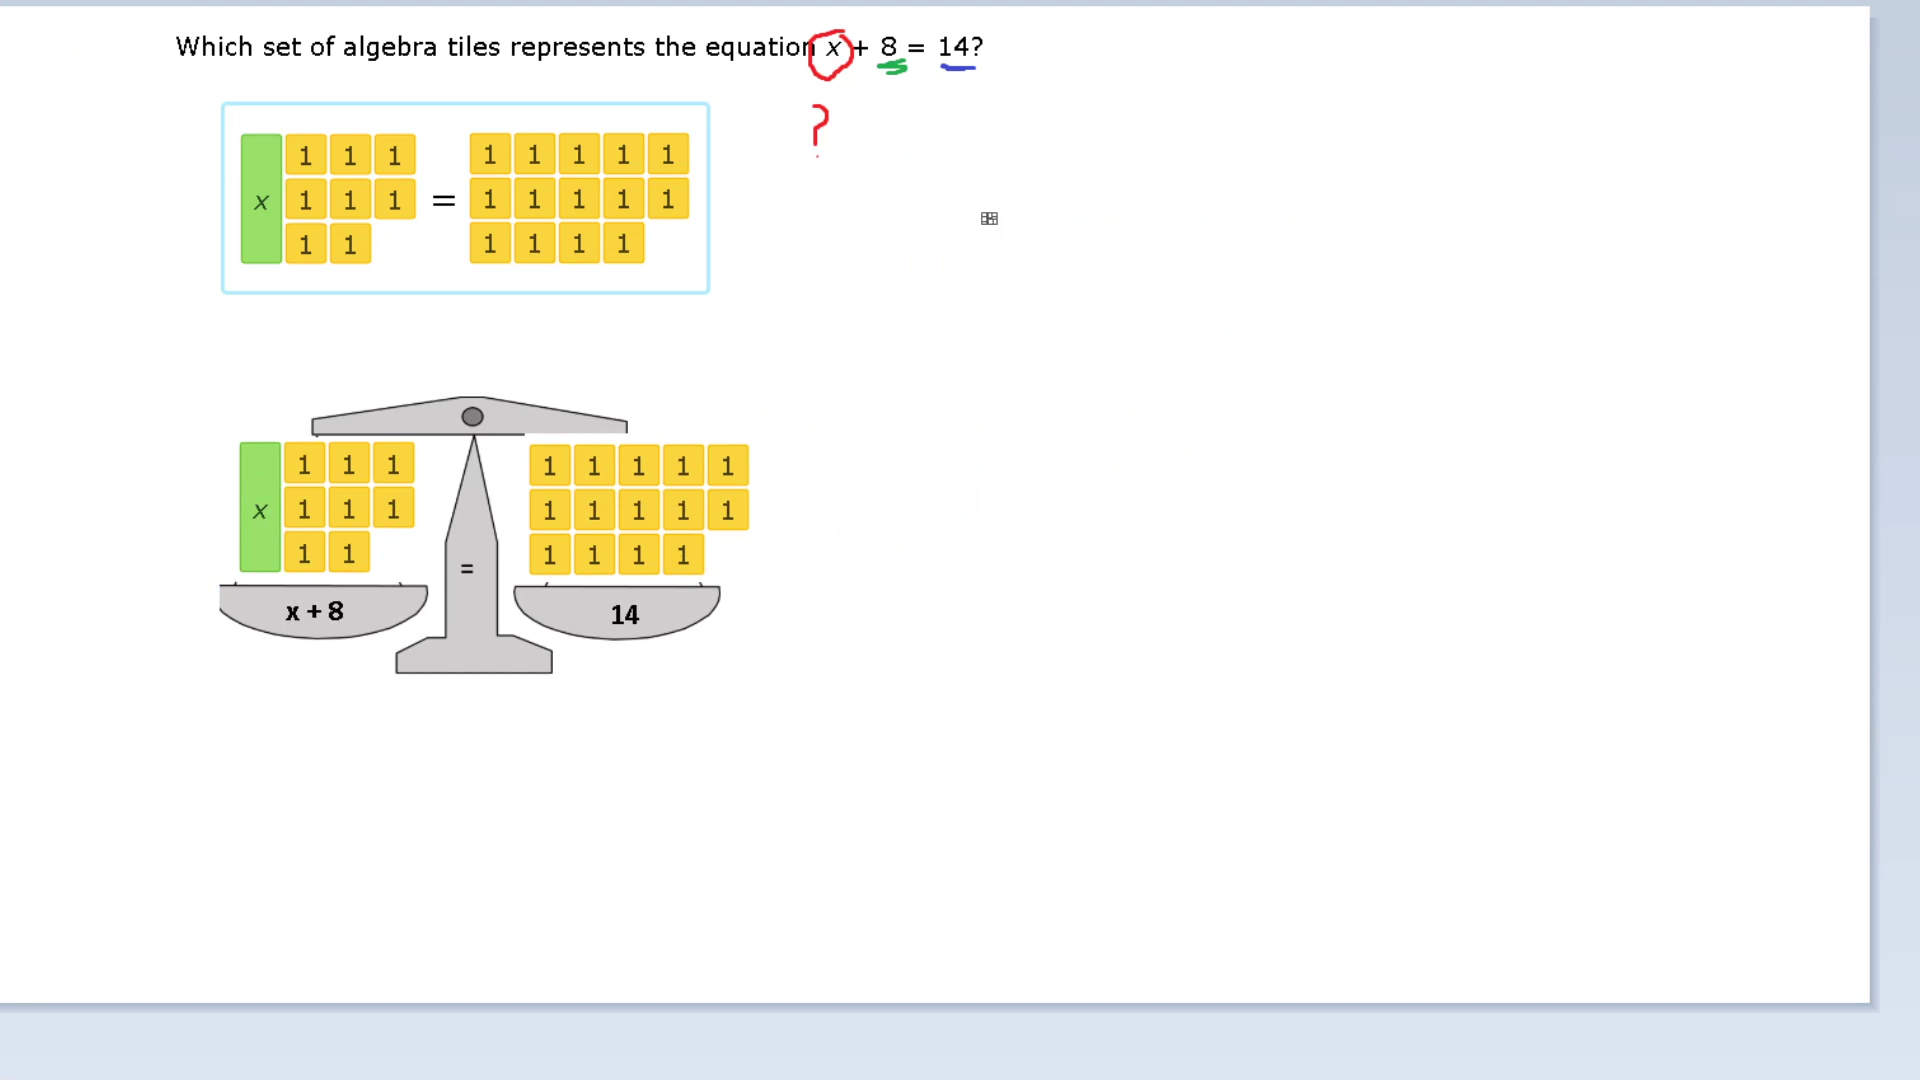 Which set of algebra tiles represents the equation x + 8 = 14?
?
1 1 1 1 1 1 1 1
x 1 1 1 = 1 1 1 1 1
1 1 1 1 1 1
x 1 1 1 1 1 1 1 1
1 1 1 1 1 1 1 1
1 1 1 1 1 1
=
x + 8 14